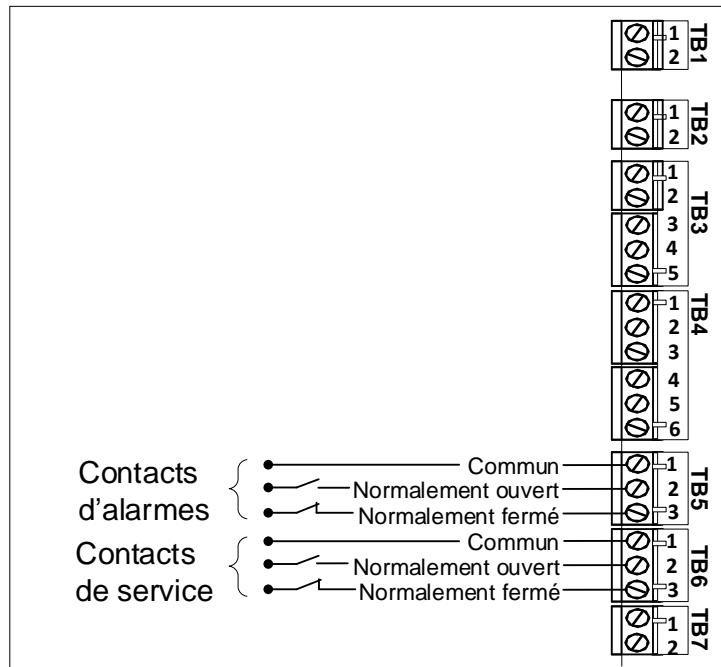 1
2
TB1
1
2
TB2
1
2
3
4
5
TB3
1
2
3
4
5
6
TB4
Contacts
d'alarmes
Commun 1
Normalement ouvert 2
Normalement fermé 3
TB5
Contacts
de service
Commun 1
Normalement ouvert 2
Normalement fermé 3
TB6
1
2
TB7